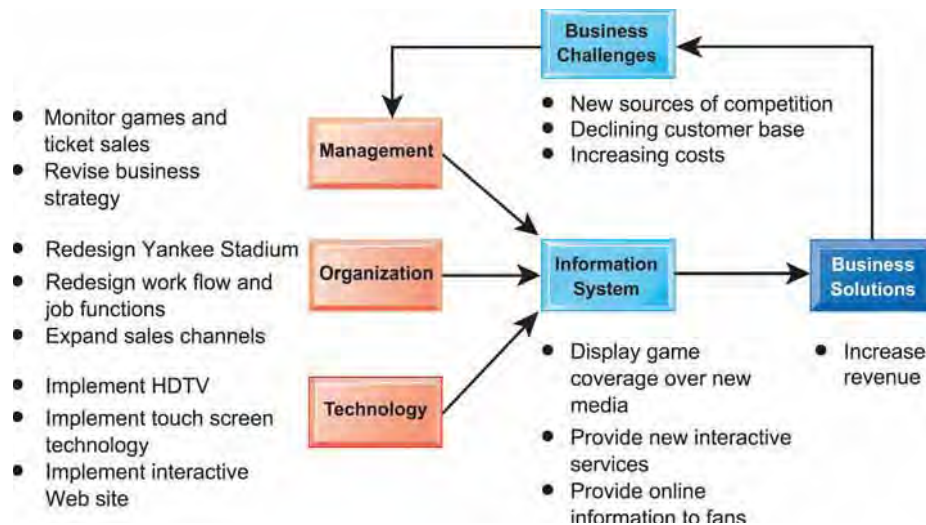 Business
Challenges
• New sources of competition
• Declining customer base
• Increasing costs
Management
• Monitor games and
ticket sales
• Revise business
strategy
Organization
• Redesign Yankee Stadium
• Redesign work flow and
job functions
• Expand sales channels
Technology
• Implement HDTV
• Implement touch screen
technology
• Implement interactive
Web site
Information
System
• Display game
coverage over new
media
• Provide new interactive
services
• Provide online
information to fans
Business
Solutions
• Increase
revenue